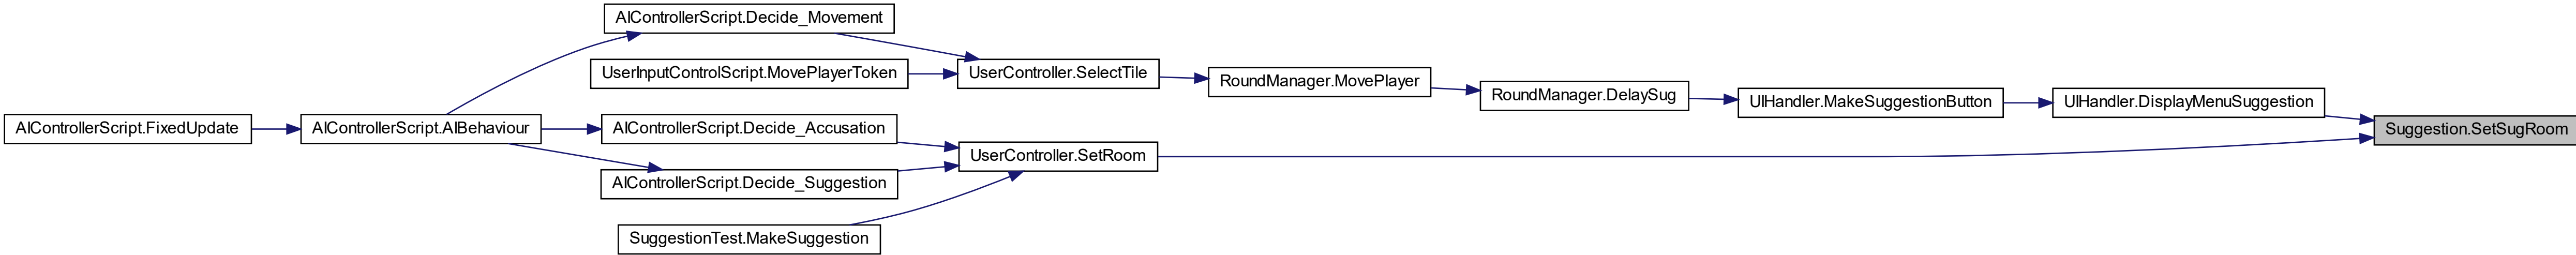 AIControllerScript.Decide_Movement
UserInputControlScript.MovePlayerToken
UserController.SelectTile
RoundManager.MovePlayer
RoundManager.DelaySug
UIHandler.MakeSuggestionButton
UIHandler.DisplayMenuSuggestion
Suggestion.SetSugRoom
AIControllerScript.FixedUpdate
AIControllerScript.AIBehaviour
AIControllerScript.Decide_Accusation
UserController.SetRoom
AIControllerScript.Decide_Suggestion
SuggestionTest.MakeSuggestion